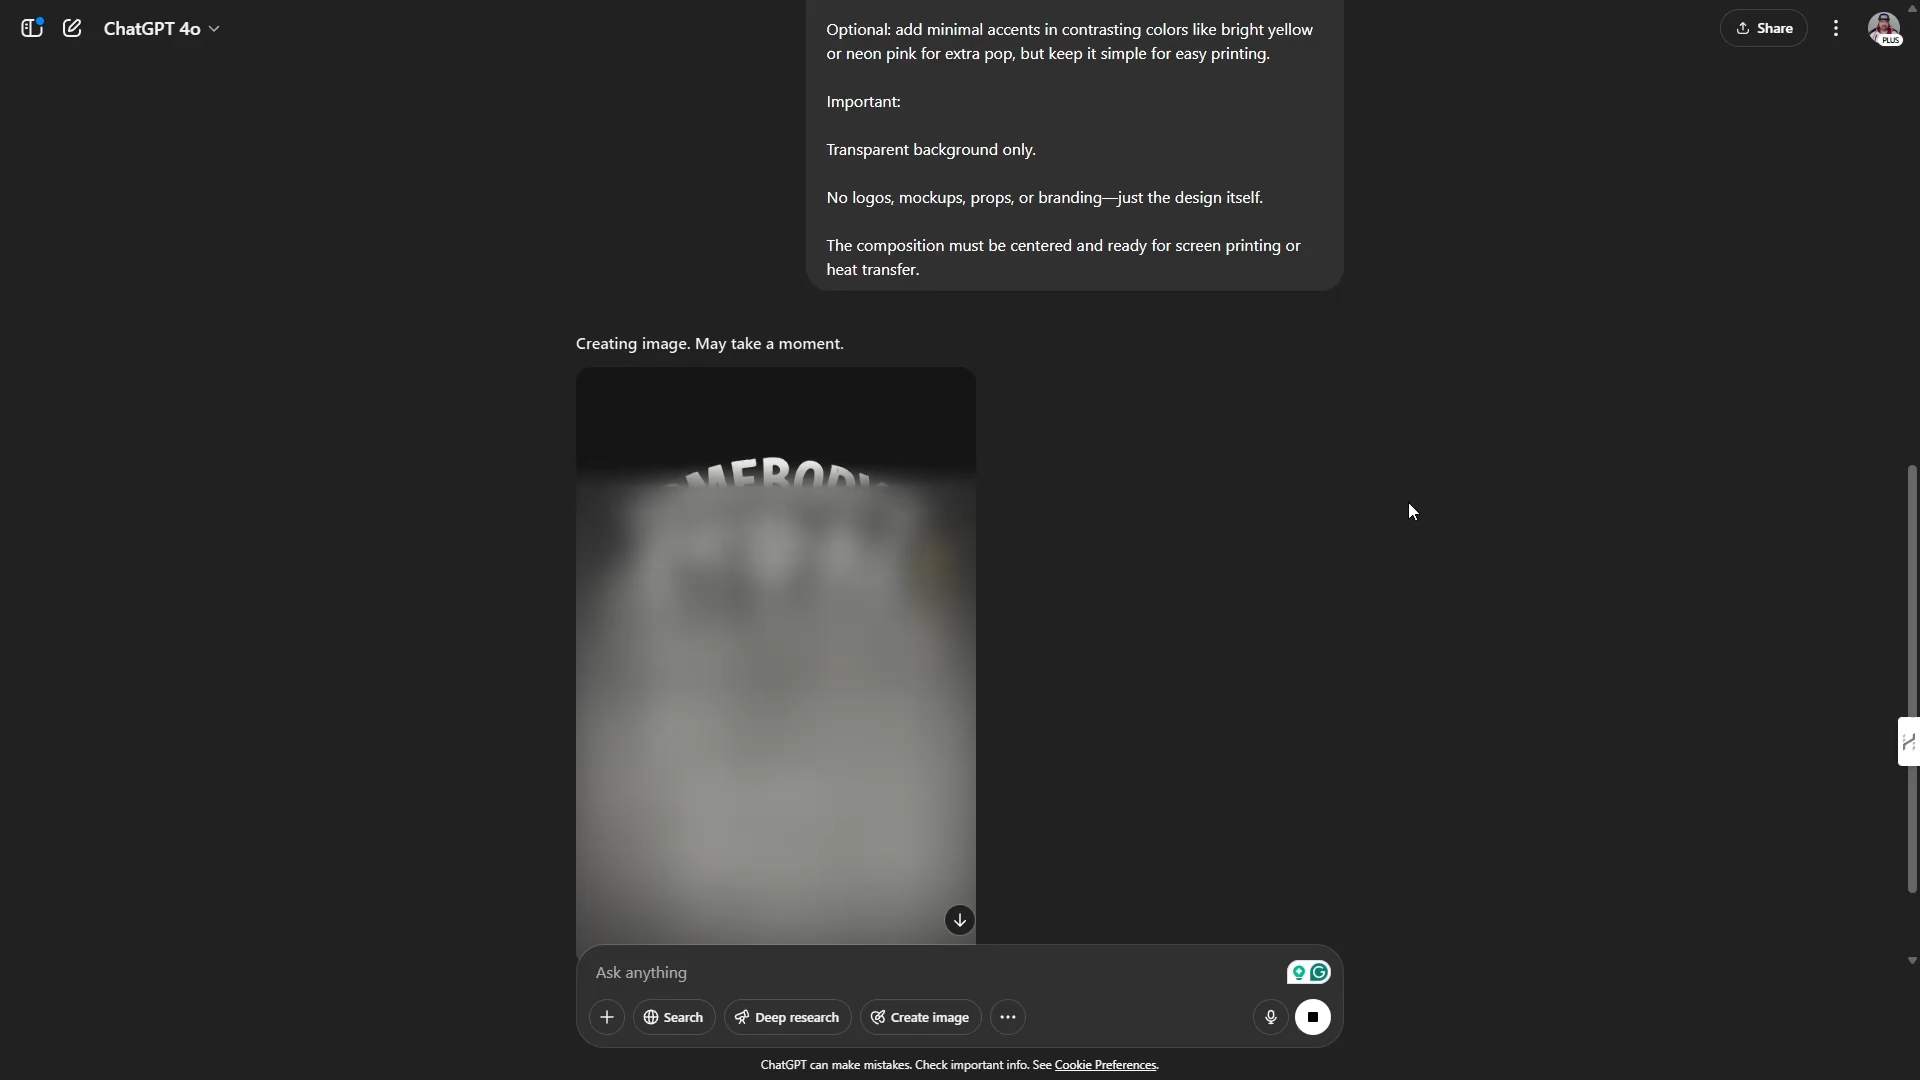 ChatGPT 4o
Share
PLUS
Optional: add minimal accents in contrasting colors like bright yellow
or neon pink for extra pop, but keep it simple for easy printing.
Important:
Transparent background only.
No logos, mockups, props, or branding—just the design itself.
The composition must be centered and ready for screen printing or
heat transfer.
Creating image. May take a moment.
Ask anything
Search
Deep research
Create image
ChatGPT can make mistakes. Check important info. See Cookie Preferences.